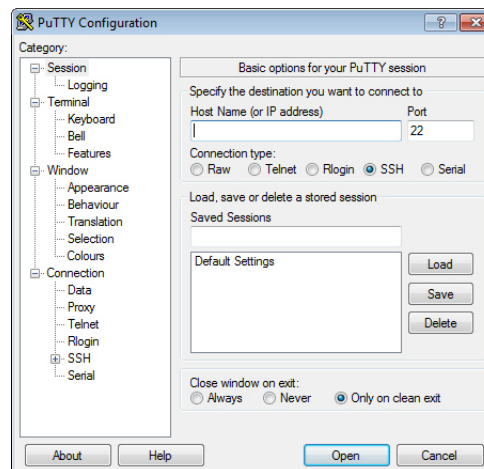 PuTTY Configuration
Category:
Session
Logging
Terminal
Keyboard
Bell
Features
Window
Appearance
Behaviour
Translation
Selection
Colours
Connection
Data
Proxy
Telnet
Rlogin
SSH
Serial
Basic options for your PuTTY session
Specify the destination you want to connect to
Host Name (or IP address) Port
22
Connection type:
Raw Telnet Rlogin SSH Serial
Load, save or delete a stored session
Saved Sessions
Default Settings
Load
Save
Delete
Close window on exit:
Always Never Only on clean exit
About Help Open Cancel